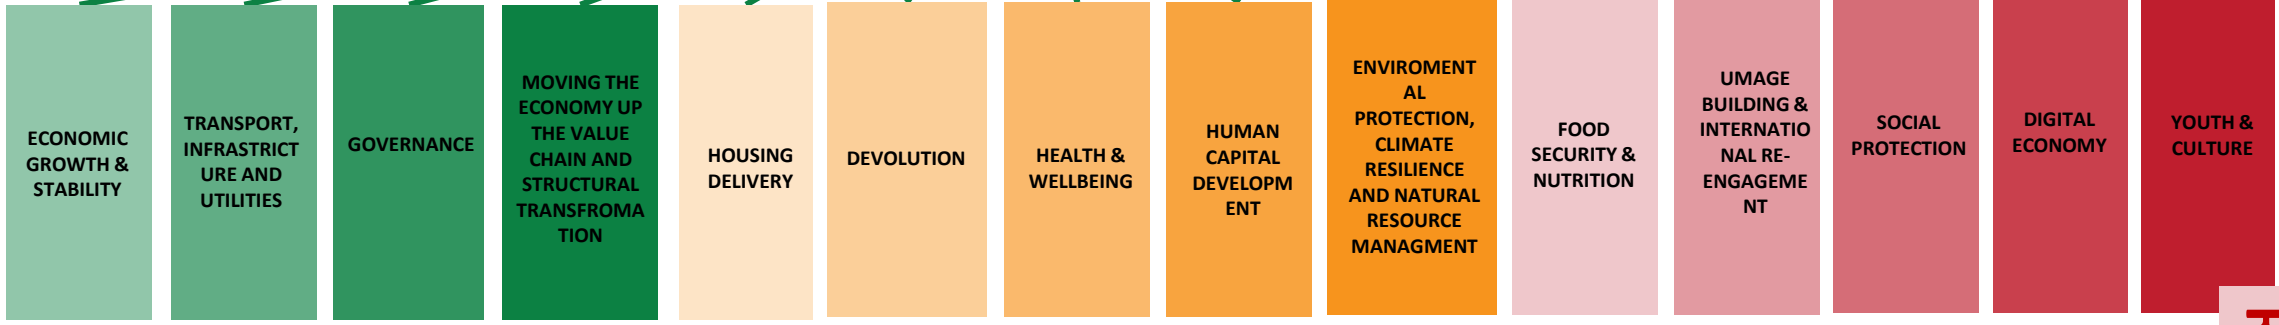 ECONOMIC
GROWTH &
STABILITY
TRANSPORT,
INFRASTRICT
URE AND
UTILITIES
GOVERNANCE
MOVING THE
ECONOMY UP
THE VALUE
CHAIN AND
STRUCTURAL
TRANSFROMA
TION
HOUSING
DELIVERY
DEVOLUTION
HEALTH &
WELLBEING
HUMAN
CAPITAL
DEVELOPM
ENT
ENVIROMENT
AL
PROTECTION,
CLIMATE
RESILIENCE
AND NATURAL
RESOURCE
MANAGMENT
FOOD
SECURITY &
NUTRITION
UMAGE
BUILDING &
INTERNATIO
NAL RE-
ENGAGEME
NT
SOCIAL
PROTECTION
DIGITAL
ECONOMY
YOUTH &
CULTURE